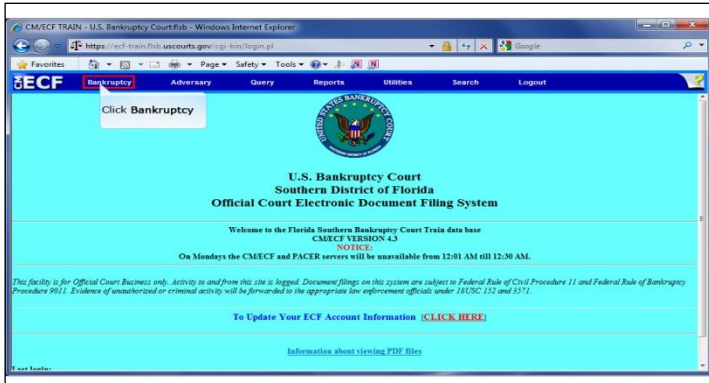 CM/ECF TRAIN - U.S. Bankruptcy Court:flsb - Windows Internet Explorer
https://ecf-train.flsb.uscourts.gov/cgi-bin/login.pl
Google
Favorites Page Safety Tools
ECF Bankruptcy Adversary Query Reports Utilities Search Logout ?
Click Bankruptcy
U.S. Bankruptcy Court
Southern District of Florida
Official Court Electronic Document Filing System
Welcome to the Florida Southern Bankruptcy Court Train data base
CM/ECF VERSION 4.3
NOTICE:
On Mondays the CM/ECF and PACER servers will be unavailable from 12:01 AM till 12:30 AM.
This facility is for Official Court Business only. Activity to and from this site is logged. Document filings on this system are subject to Federal Rule of Civil Procedure 11 and Federal Rule of Bankruptcy
Procedure 9011. Evidence of unauthorized or criminal activity will be forwarded to the appropriate law enforcement officials under 18USC 152 and 3571.
To Update Your ECF Account Information [CLICK HERE]
Information about viewing PDF files
Last login: